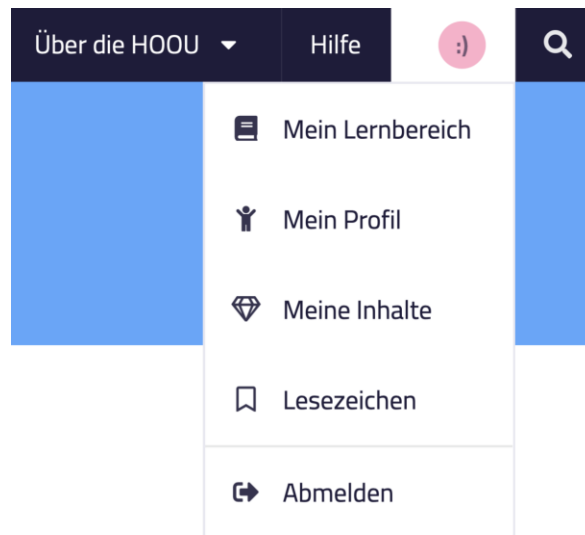 Über die HOOU Hilfe :)
Mein Lernbereich
Mein Profil
Meine Inhalte
Lesezeichen
Abmelden